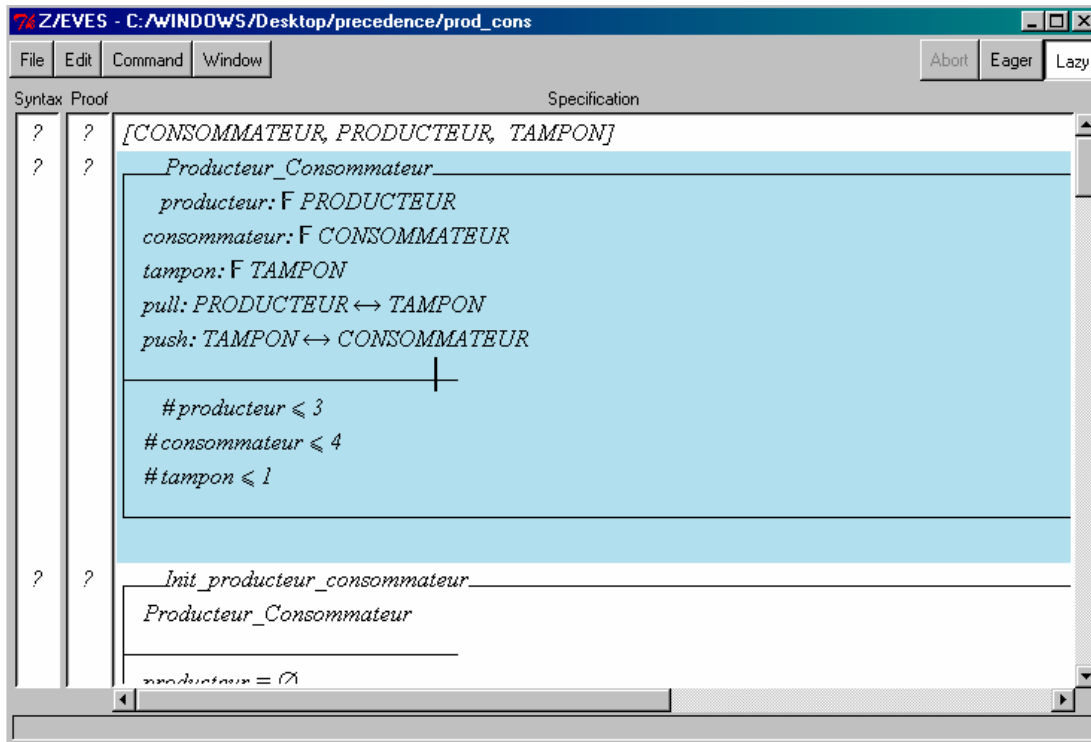 Z/EVES - C:/WINDOWS/Desktop/precedence/prod_cons
File Edit Command Window Abort Eager Lazy
Syntax Proof Specification
? ? [CONSOMMATEUR, PRODUCTEUR, TAMPON]
? ? Producteur_Consommateur
producteur: F PRODUCTEUR
consommateur: F CONSOMMATEUR
tampon: F TAMPON
pull: PRODUCTEUR ↔ TAMPON
push: TAMPON ↔ CONSOMMATEUR
#producteur ⩽ 3
#consommateur ⩽ 4
#tampon ⩽ 1
? ? Init_producteur_consommateur
Producteur_Consommateur
producteur = ∅